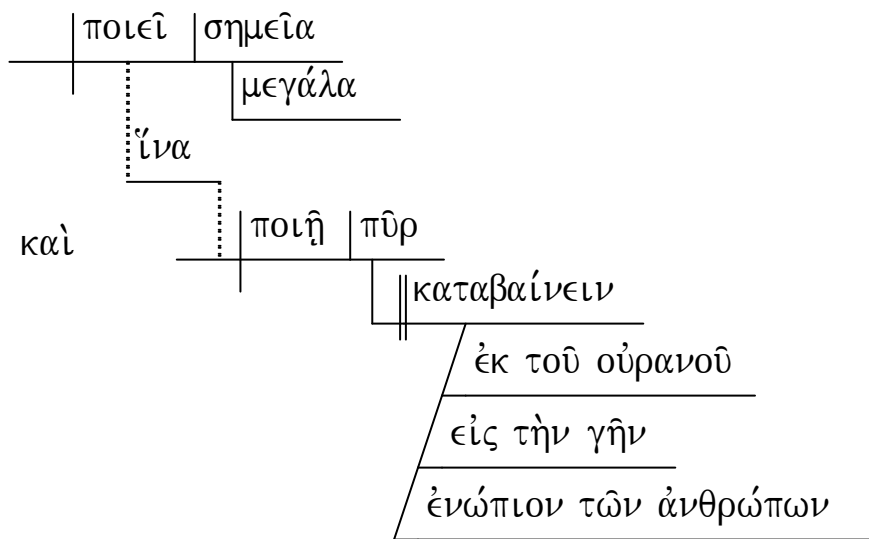 ποιεῖ σημεῖα
μεγάλα
ἵνα
καὶ
ποιῇ πῦρ
καταβαίνειν
ἐκ τοῦ οὐρανοῦ
εἰς τὴν γῆν
ἐνώπιον τῶν ἀνθρώπων